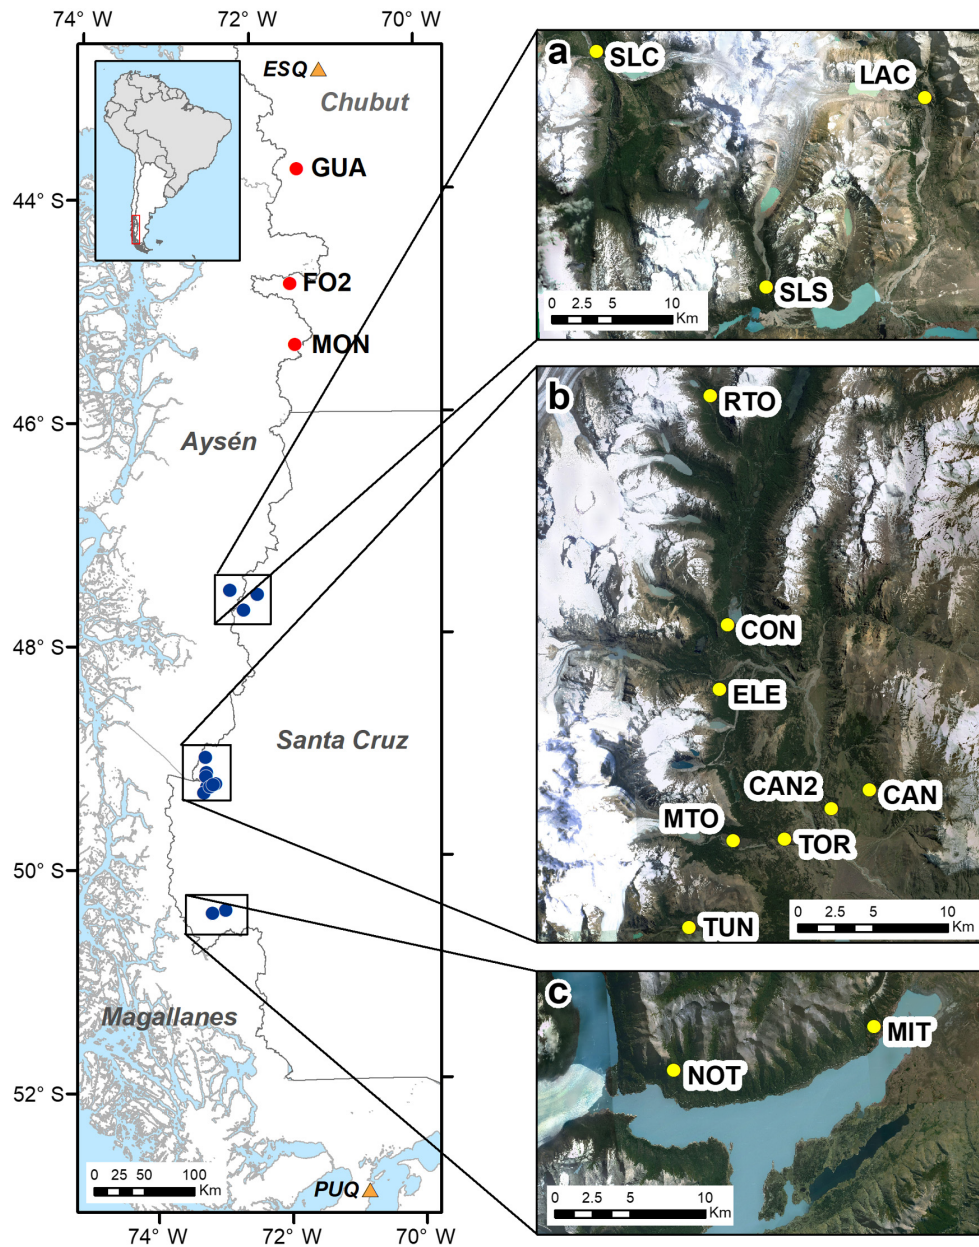 74° W 72° W 70° W
ESQ
Chubut
GUA
44° S
FO2
MON
46° S
Aysén
48° S
Santa Cruz
50° S
Magallanes
52° S
0 25 50 100
Km
PUQ
74° W 72° W 70° W
a
SLC
LAC
SLS
0 2.5 5 10
Km
b
RTO
CON
ELE
CAN2
CAN
MTO
TOR
TUN
0 2.5 5 10
Km
c
MIT
NOT
0 2.5 5 10
Km